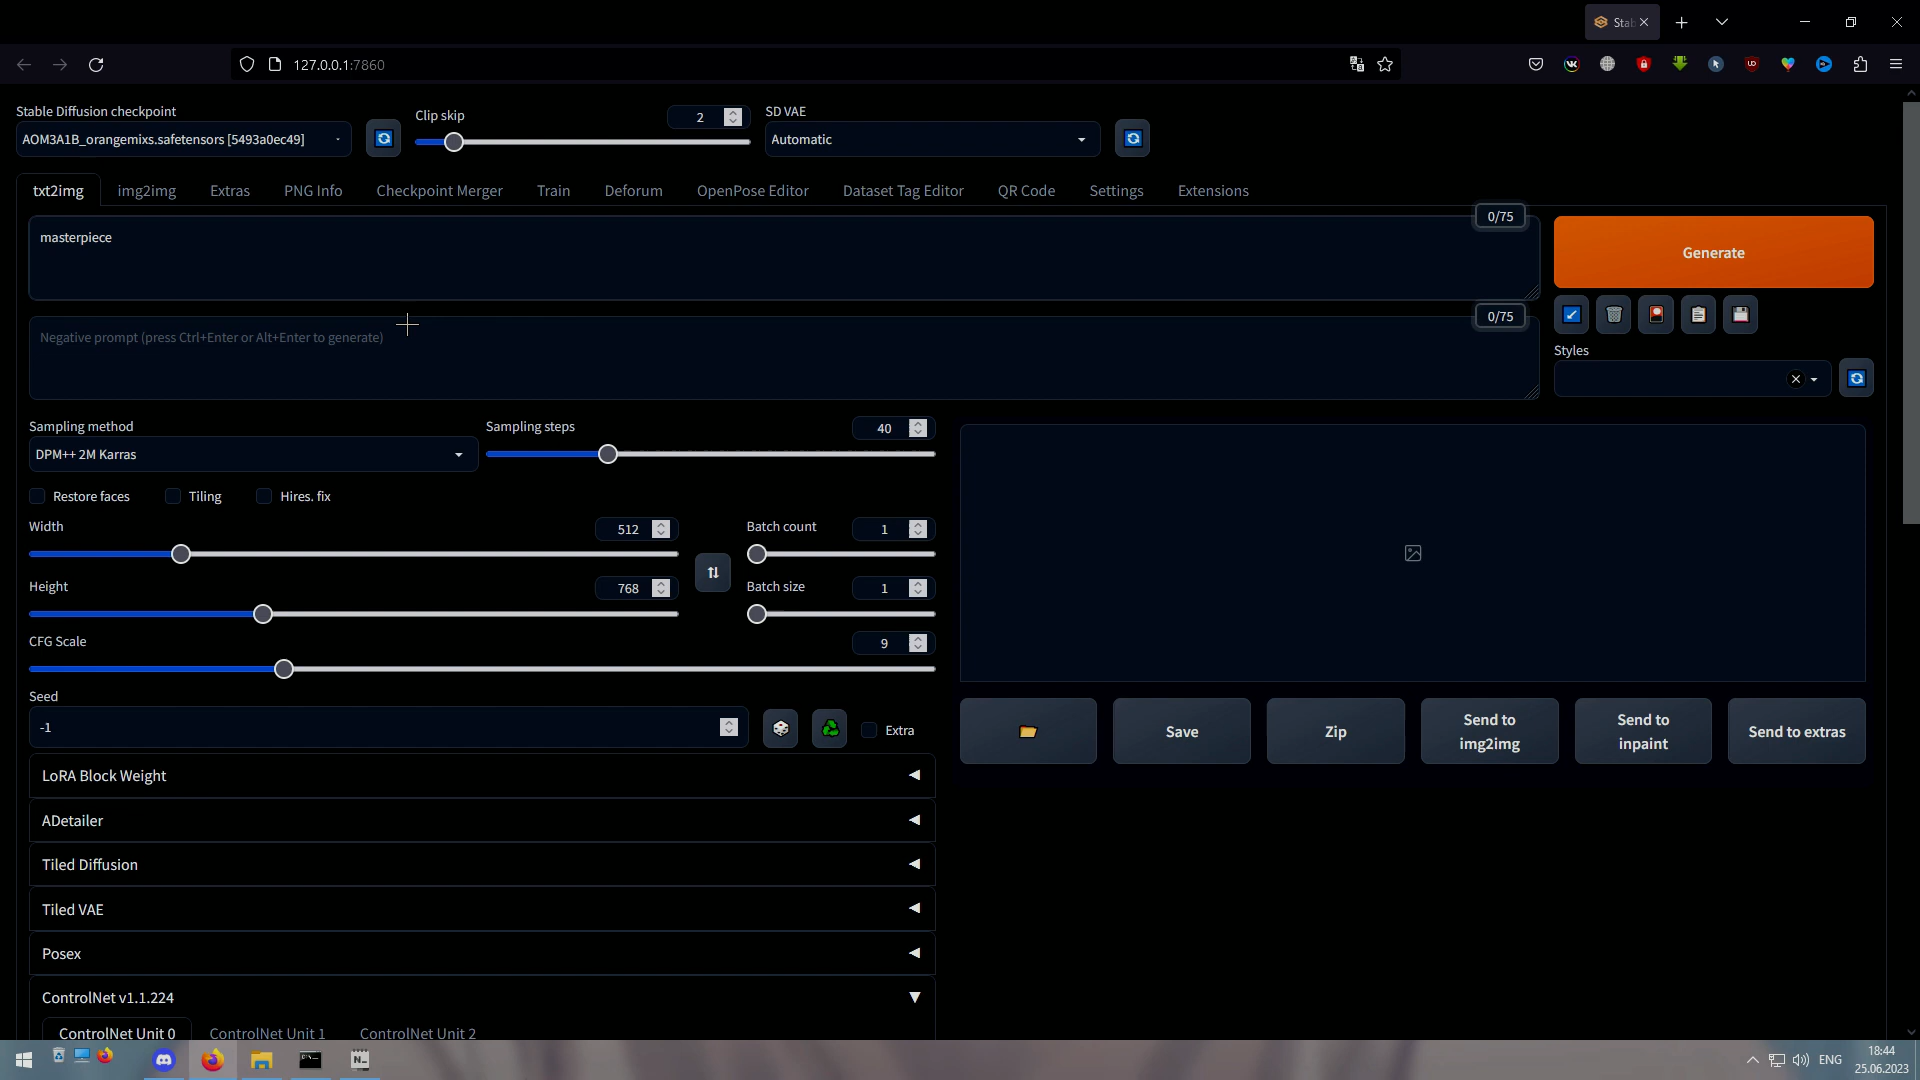 Stab
127.0.0.1:7860
Stable Diffusion checkpoint
AOM3A1B_orangemixs.safetensors [5493a0ec49]
Clip skip
2
SD VAE
Automatic
txt2img
img2img
Extras
PNG Info
Checkpoint Merger
Train
Deforum
OpenPose Editor
Dataset Tag Editor
QR Code
Settings
Extensions
masterpiece
0/75
Generate
Negative prompt (press Ctrl+Enter or Alt+Enter to generate)
0/75
Styles
Sampling method
DPM++ 2M Karras
Sampling steps
40
Restore faces
Tiling
Hires. fix
Width
512
Batch count
1
Height
768
Batch size
1
CFG Scale
9
Seed
-1
Extra
Save
Zip
Send to
img2img
Send to
inpaint
Send to extras
LoRA Block Weight
ADetailer
Tiled Diffusion
Tiled VAE
Posex
ControlNet v1.1.224
ControlNet Unit 0
ControlNet Unit 1
ControlNet Unit 2
ENG
18:44
25.06.2023